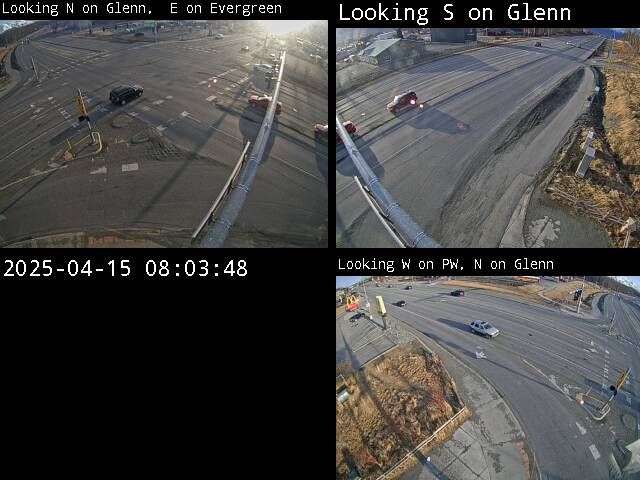 Looking N on Glenn,  E on Evergreen
Looking S on Glenn
2025-04-15 08:03:48
Looking W on PW, N on Glenn